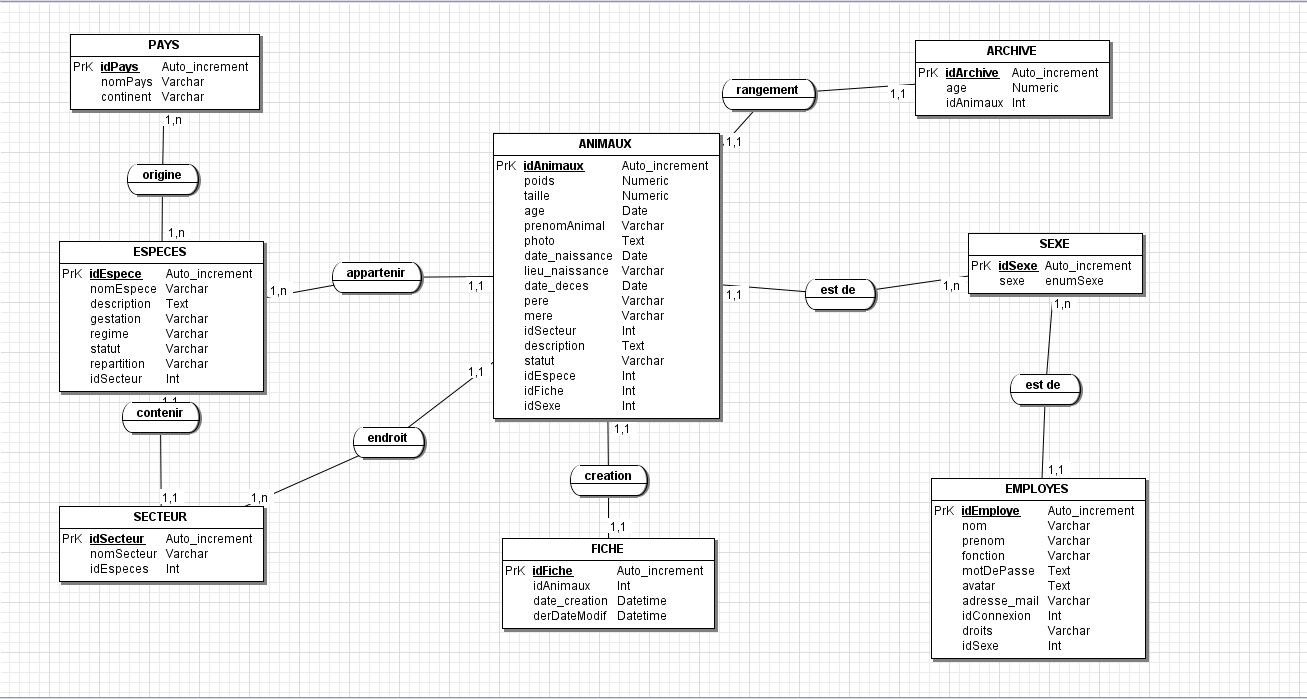 PAYS
PrK idPays Auto_increment
nomPays Varchar
continent Varchar
1,n
origine
1,n
ESPECES
PrK idEspece Auto_increment
nomEspece Varchar
description Text
gestation Varchar
regime Varchar
statut Varchar
repartition Varchar
idSecteur Int
1,1
contenir
1,1
SECTEUR
PrK idSecteur Auto_increment
nomSecteur Varchar
idEspeces Int
1,n
appartenir
1,1
1,1
endroit
1,n
ANIMAUX
PrK idAnimaux Auto_increment
poids Numeric
taille Numeric
age Date
prenomAnimal Varchar
photo Text
date_naissance Date
lieu_naissance Varchar
date_deces Date
pere Varchar
mere Varchar
idSecteur Int
description Text
statut Varchar
idEspece Int
idFiche Int
idSexe Int
1,1
creation
1,1
FICHE
PrK idFiche Auto_increment
idAnimaux Int
date_creation Datetime
derDateModif Datetime
rangement
1,1
1,1
ARCHIVE
PrK idArchive Auto_increment
age Numeric
idAnimaux Int
1,1
est de
1,n
SEXE
PrK idSexe Auto_increment
sexe enumSexe
1,n
est de
1,1
EMPLOYES
PrK idEmploye Auto_increment
nom Varchar
prenom Varchar
fonction Varchar
motDePasse Text
avatar Text
adresse_mail Varchar
idConnexion Int
droits Varchar
idSexe Int